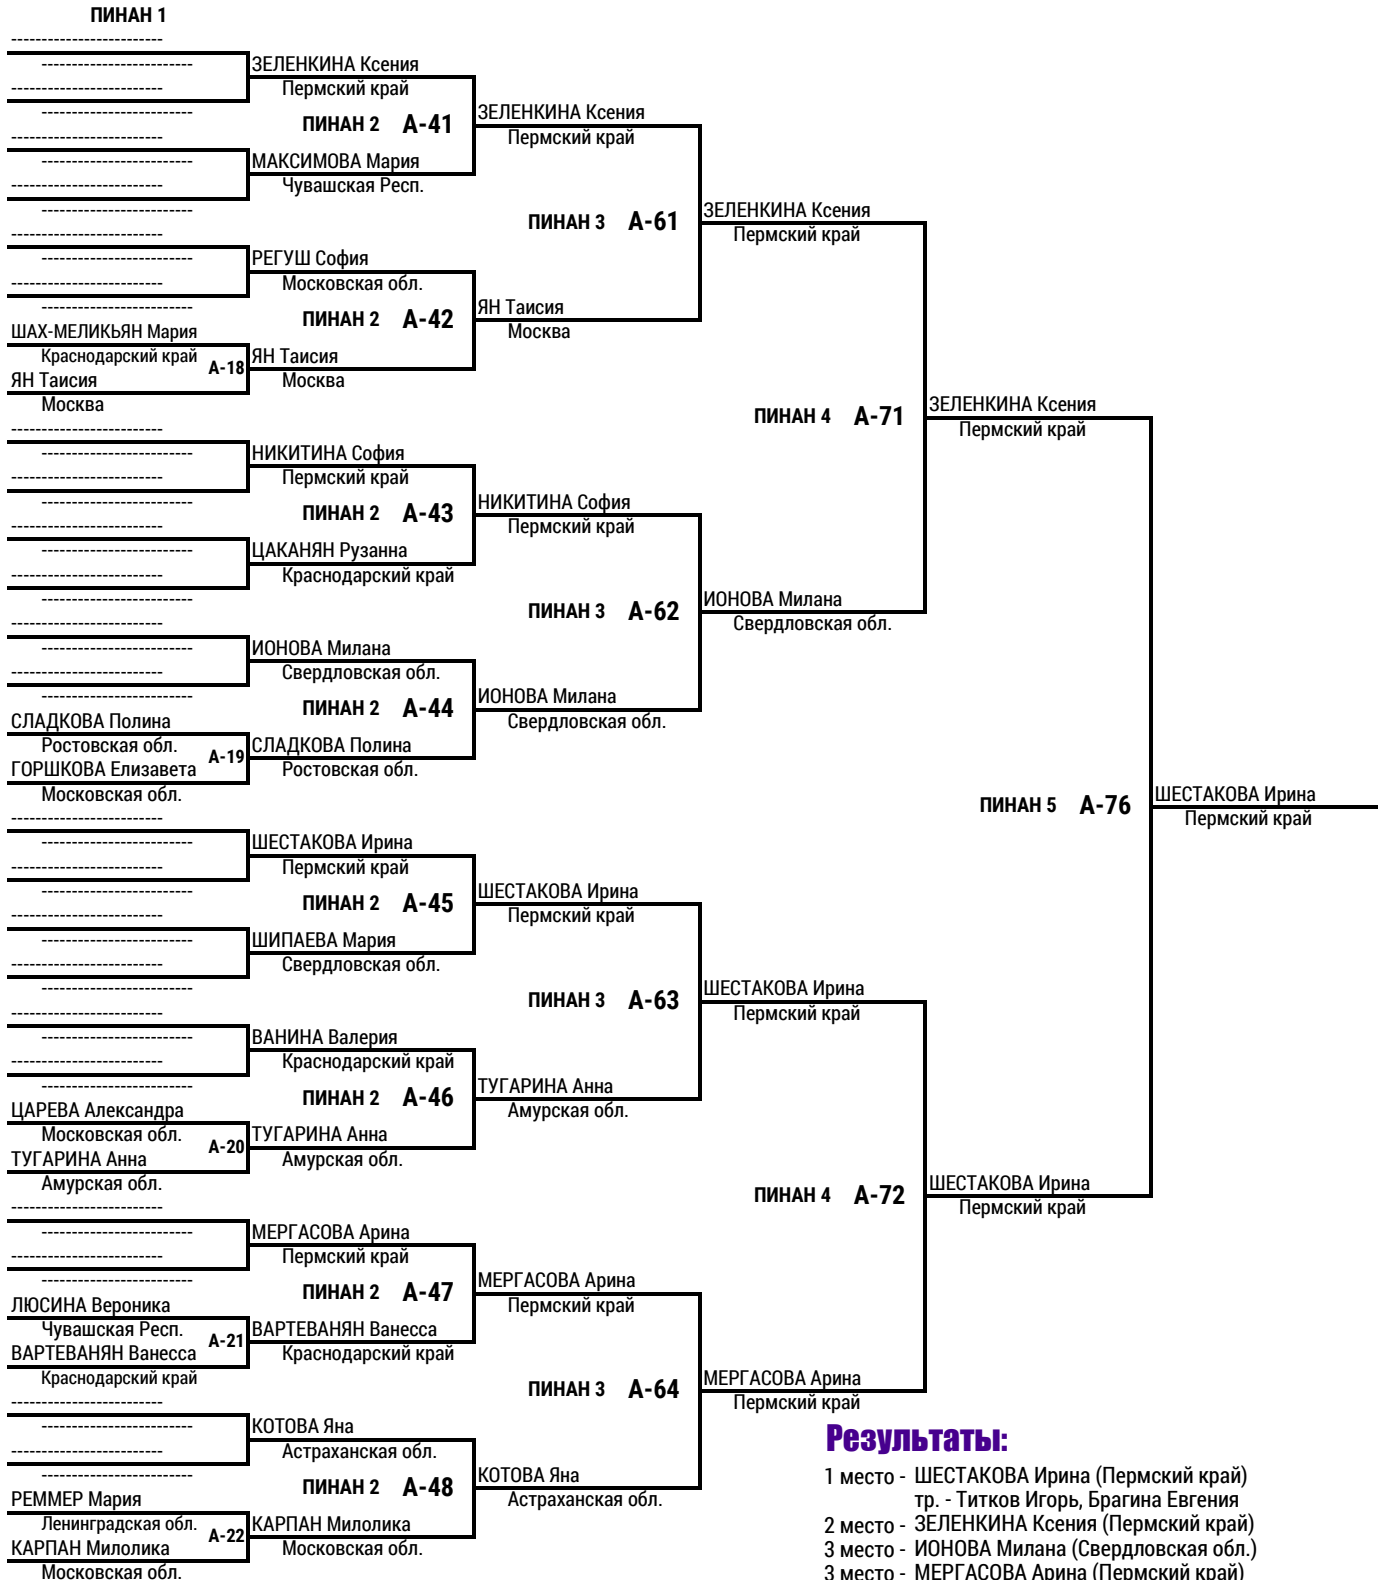 ПИНАН 1
-------------------------
-------------------------
-------------------------
-------------------------
-------------------------
-------------------------
-------------------------
-------------------------
-------------------------
-------------------------
-------------------------
-------------------------
ШАХ-МЕЛИКЬЯН Мария
Краснодарский край
А-18
ЯН Таисия
Москва
-------------------------
-------------------------
-------------------------
-------------------------
-------------------------
-------------------------
-------------------------
-------------------------
-------------------------
-------------------------
-------------------------
-------------------------
СЛАДКОВА Полина
Ростовская обл.
А-19
ГОРШКОВА Елизавета
Московская обл.
-------------------------
-------------------------
-------------------------
-------------------------
-------------------------
-------------------------
-------------------------
-------------------------
-------------------------
-------------------------
-------------------------
-------------------------
ЦАРЕВА Александра
Московская обл.
А-20
ТУГАРИНА Анна
Амурская обл.
-------------------------
-------------------------
-------------------------
-------------------------
ЛЮСИНА Вероника
Чувашская Респ.
А-21
ВАРТЕВАНЯН Ванесса
Краснодарский край
-------------------------
-------------------------
-------------------------
-------------------------
РЕММЕР Мария
Ленинградская обл.
А-22
КАРПАН Милолика
Московская обл.
ЗЕЛЕНКИНА Ксения
Пермский край
ПИНАН 2 А-41
МАКСИМОВА Мария
Чувашская Респ.
РЕГУШ София
Московская обл.
ПИНАН 2 А-42
ЯН Таисия
Москва
НИКИТИНА София
Пермский край
ПИНАН 2 А-43
ЦАКАНЯН Рузанна
Краснодарский край
ИОНОВА Милана
Свердловская обл.
ПИНАН 2 А-44
СЛАДКОВА Полина
Ростовская обл.
ШЕСТАКОВА Ирина
Пермский край
ПИНАН 2 А-45
ШИПАЕВА Мария
Свердловская обл.
ВАНИНА Валерия
Краснодарский край
ПИНАН 2 А-46
ТУГАРИНА Анна
Амурская обл.
МЕРГАСОВА Арина
Пермский край
ПИНАН 2 А-47
ВАРТЕВАНЯН Ванесса
Краснодарский край
КОТОВА Яна
Астраханская обл.
ПИНАН 2 А-48
КАРПАН Милолика
Московская обл.
ЗЕЛЕНКИНА Ксения
Пермский край
ПИНАН 3 А-61
ЯН Таисия
Москва
НИКИТИНА София
Пермский край
ПИНАН 3 А-62
ИОНОВА Милана
Свердловская обл.
ШЕСТАКОВА Ирина
Пермский край
ПИНАН 3 А-63
ТУГАРИНА Анна
Амурская обл.
МЕРГАСОВА Арина
Пермский край
ПИНАН 3 А-64
КОТОВА Яна
Астраханская обл.
ЗЕЛЕНКИНА Ксения
Пермский край
ПИНАН 4 А-71
ИОНОВА Милана
Свердловская обл.
ШЕСТАКОВА Ирина
Пермский край
ПИНАН 4 А-72
МЕРГАСОВА Арина
Пермский край
ЗЕЛЕНКИНА Ксения
Пермский край
ПИНАН 5 А-76
ШЕСТАКОВА Ирина
Пермский край
ШЕСТАКОВА Ирина
Пермский край
Результаты:
1 место - ШЕСТАКОВА Ирина (Пермский край)
тр. - Титков Игорь, Брагина Евгения
2 место - ЗЕЛЕНКИНА Ксения (Пермский край)
3 место - ИОНОВА Милана (Свердловская обл.)
3 место - МЕРГАСОВА Арина (Пермский край)